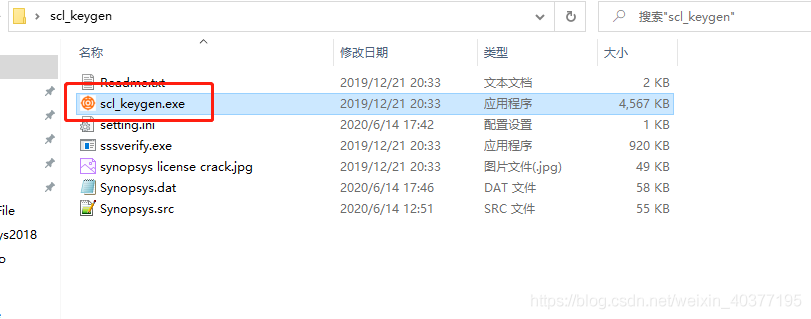 scl_keygen
搜索"scl_keygen"
名称 修改日期 类型 大小
Readme.txt 2019/12/21 20:33 文本文档 2 KB
scl_keygen.exe 2019/12/21 20:33 应用程序 4,567 KB
setting.ini 2020/6/14 17:42 配置设置 1 KB
sssverify.exe 2019/12/21 20:33 应用程序 920 KB
synopsys license crack.jpg 2019/12/21 20:33 图片文件(.jpg) 49 KB
Synopsys.dat 2020/6/14 17:46 DAT 文件 58 KB
Synopsys.src 2020/6/14 12:51 SRC 文件 55 KB
File
ys2018
https://blog.csdn.net/weixin_40377195